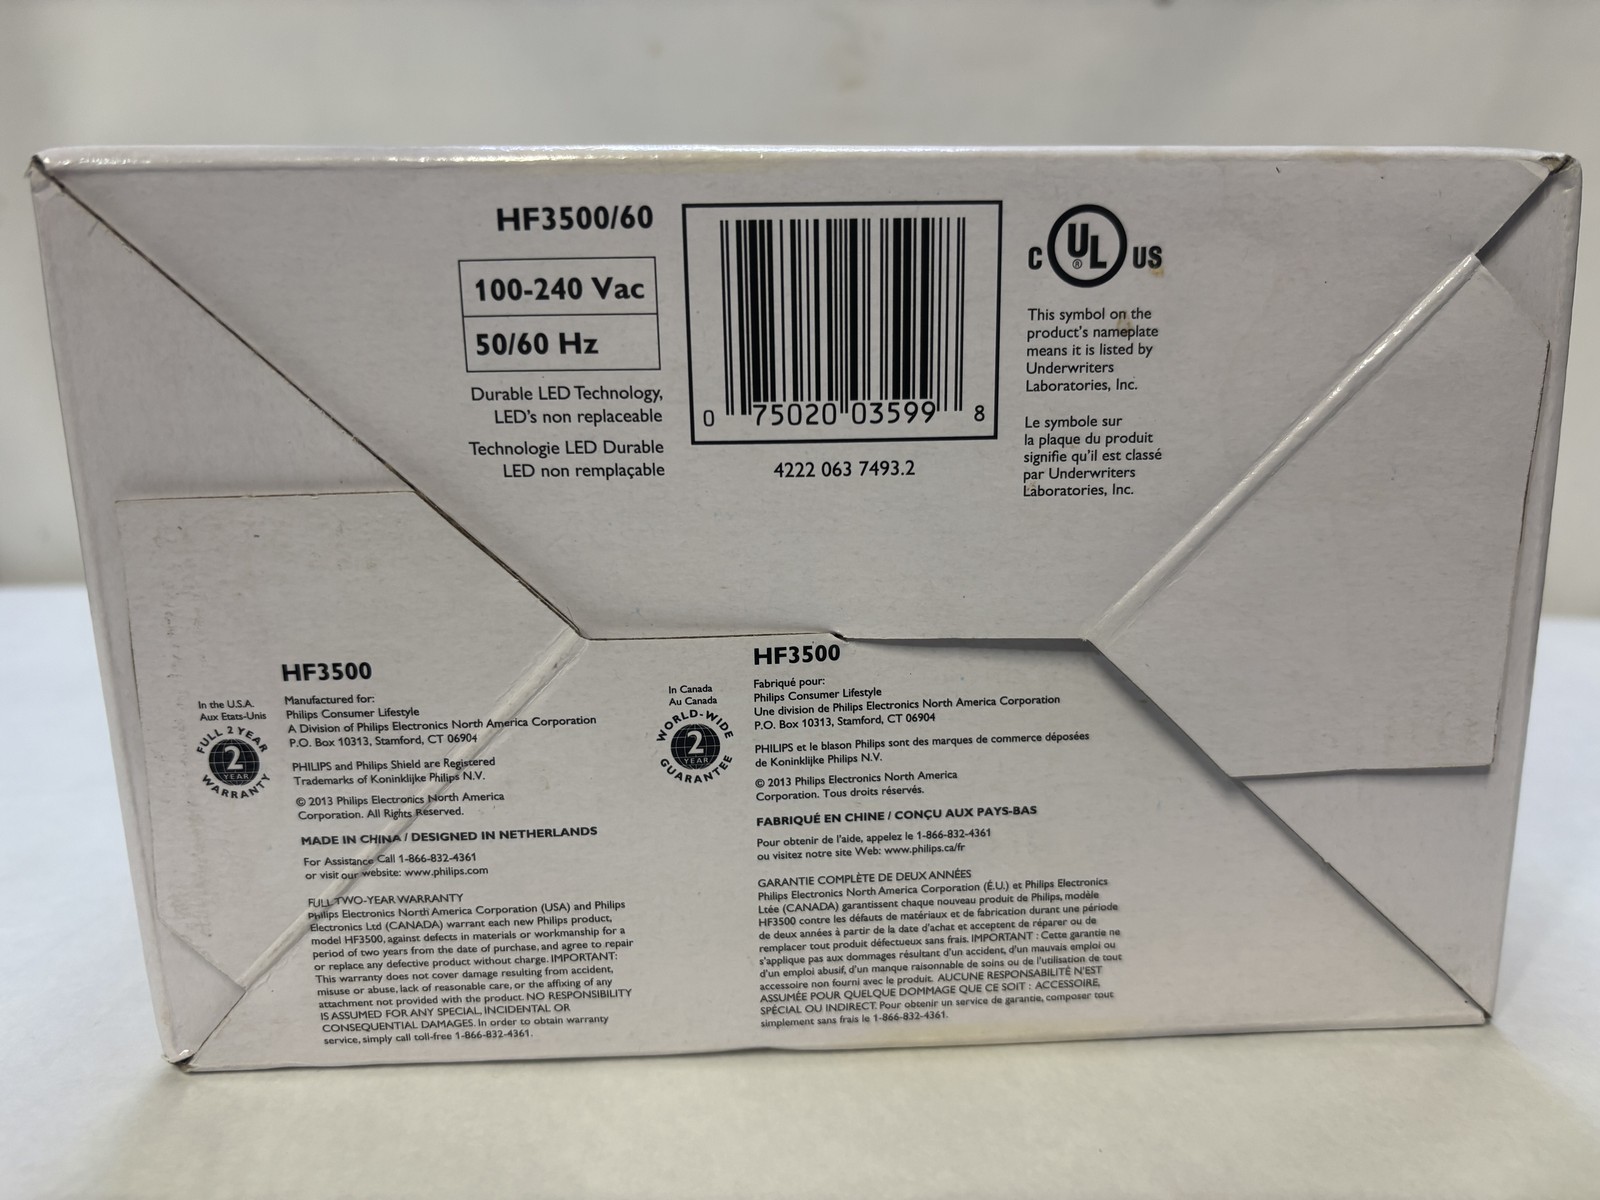 HF3500/60
100-240 Vac
50/60 Hz
Durable LED Technology,
LED's non replaceable
Technologie LED Durable
LED non remplaçable
0 75020 03599 8
4222 063 7493.2
C UL® US
This symbol on the
product's nameplate
means it is listed by
Underwriters
Laboratories, Inc.
Le symbole sur
la plaque du produit
signifie qu'il est classé
par Underwriters
Laboratories, Inc.
In the U.S.A.
Aux Etats-Unis
FULL 2 YEAR
2
YEAR
WARRANTY
HF3500
Manufactured for:
Philips Consumer Lifestyle
A Division of Philips Electronics North America Corporation
P.O. Box 10313, Stamford, CT 06904
PHILIPS and Philips Shield are Registered
Trademarks of Koninklijke Philips N.V.
© 2013 Philips Electronics North America
Corporation. All Rights Reserved.
MADE IN CHINA / DESIGNED IN NETHERLANDS
For Assistance Call 1-866-832-4361
or visit our website: www.philips.com
FULL TWO-YEAR WARRANTY
Philips Electronics North America Corporation (USA) and Philips
Electronics Ltd (CANADA) warrant each new Philips product,
model HF3500, against defects in materials or workmanship for a
period of two years from the date of purchase, and agree to repair
or replace any defective product without charge. IMPORTANT:
This warranty does not cover damage resulting from accident,
misuse or abuse, lack of reasonable care, or the affixing of any
attachment not provided with the product. NO RESPONSIBILITY
IS ASSUMED FOR ANY SPECIAL, INCIDENTAL OR
CONSEQUENTIAL DAMAGES. In order to obtain warranty
service, simply call toll-free 1-866-832-4361.
In Canada
Au Canada
WORLD-WIDE
2
YEAR
GUARANTEE
HF3500
Fabriqué pour:
Philips Consumer Lifestyle
Une division de Philips Electronics North America Corporation
P.O. Box 10313, Stamford, CT 06904
PHILIPS et le blason Philips sont des marques de commerce déposées
de Koninklijke Philips N.V.
© 2013 Philips Electronics North America
Corporation. Tous droits réservés.
FABRIQUÉ EN CHINE / CONÇU AUX PAYS-BAS
Pour obtenir de l'aide, appelez le 1-866-832-4361
ou visitez notre site Web: www.philips.ca/fr
GARANTIE COMPLÈTE DE DEUX ANNÉES
Philips Electronics North America Corporation (É.U.) et Philips Electronics
Ltée (CANADA) garantissent chaque nouveau produit de Philips, modèle
HF3500 contre les défauts de matériaux et de fabrication durant une période
de deux années à partir de la date d'achat et acceptent de réparer ou de
remplacer tout produit défectueux sans frais. IMPORTANT : Cette garantie ne
s'applique pas aux dommages résultant d'un accident, d'un mauvais emploi ou
d'un emploi abusif, d'un manque raisonnable de soins ou de l'utilisation de tout
accessoire non fourni avec le produit. AUCUNE RESPONSABILITÉ N'EST
ASSUMÉE POUR QUELQUE DOMMAGE QUE CE SOIT : ACCESSOIRE,
SPÉCIAL OU INDIRECT. Pour obtenir un service de garantie, composer tout
simplement sans frais le 1-866-832-4361.